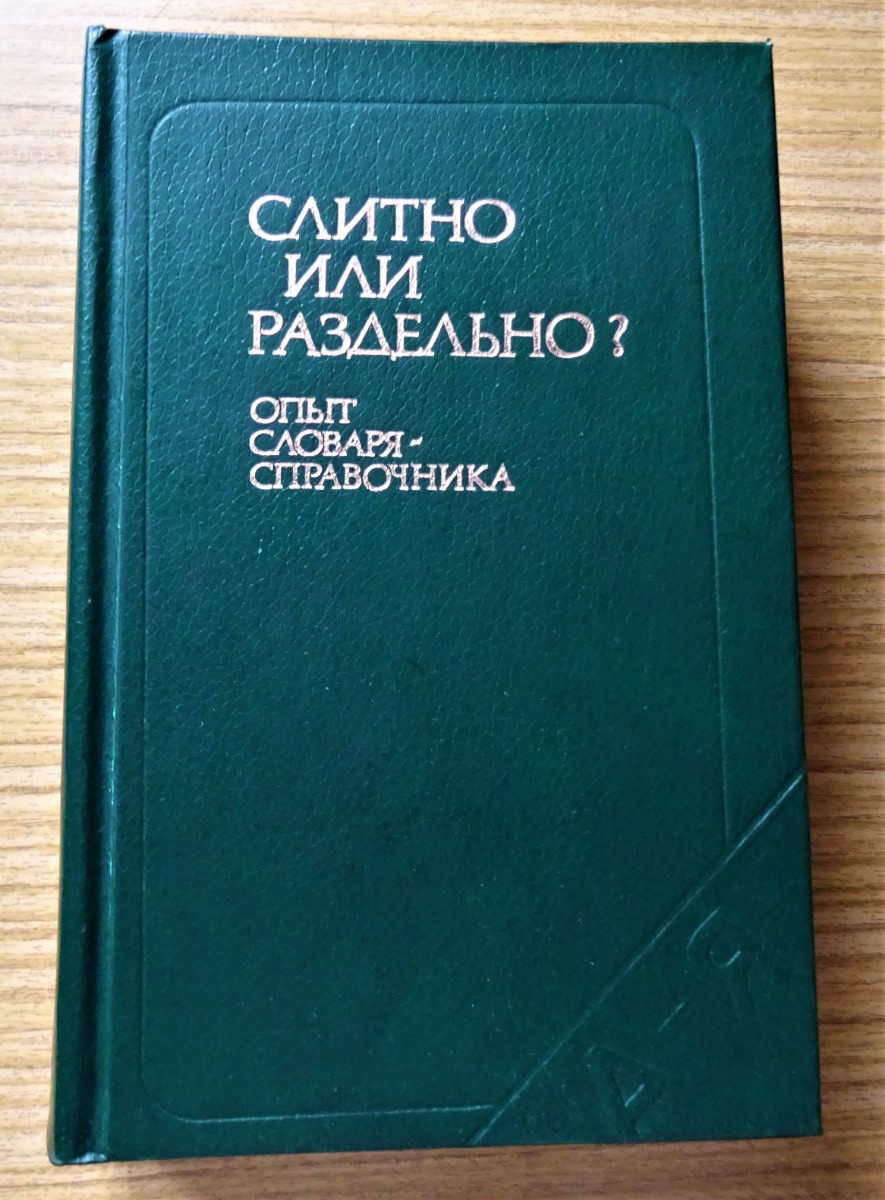 СЛИТНО
ИЛИ
РАЗДЕЛЬНО?
ОПЫТ
СЛОВАРЯ-
СПРАВОЧНИКА
А-Я